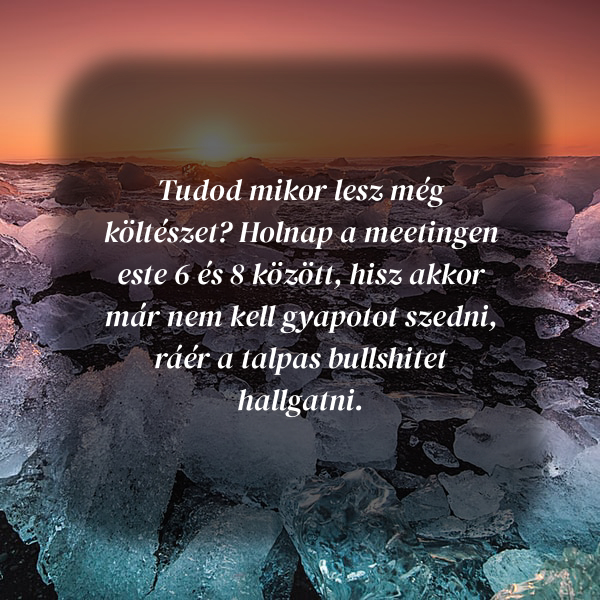 Tudod mikor lesz még
költészet? Holnap a meetingen
este 6 és 8 között, hisz akkor
már nem kell gyapotot szedni,
ráér a talpas bullshitet
hallgatni.